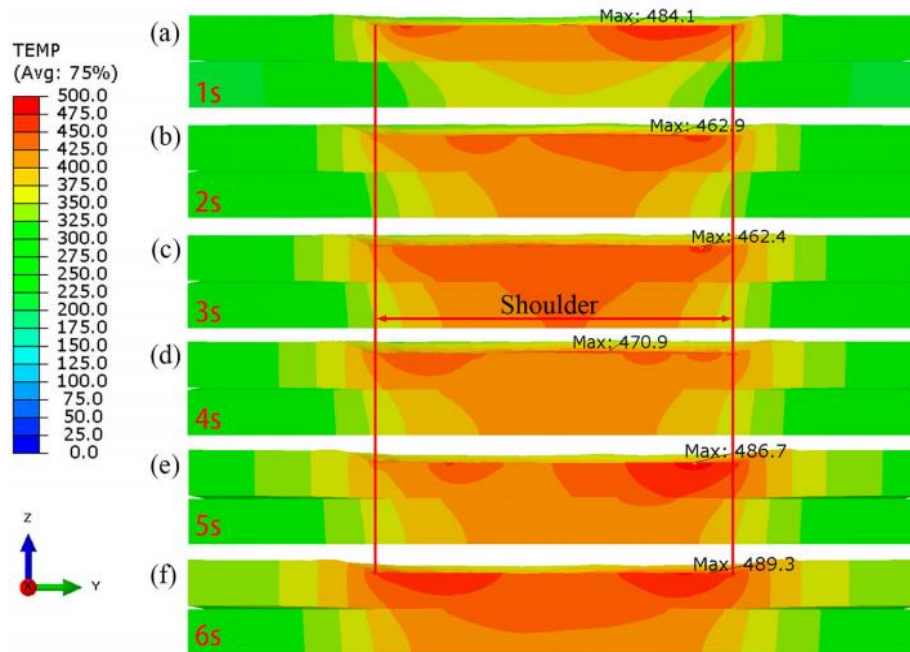 (a)
Max: 484.1
1s
TEMP
(Avg: 75%)
500.0
475.0
450.0
425.0
400.0
375.0
350.0
325.0
300.0
275.0
250.0
225.0
200.0
175.0
150.0
125.0
100.0
75.0
50.0
25.0
0.0
(b)
Max: 462.9
2s
(c)
Max: 462.4
3s
Shoulder
(d)
Max: 470.9
4s
(e)
Max: 486.7
5s
(f)
Max: 489.3
6s
Z
X
Y